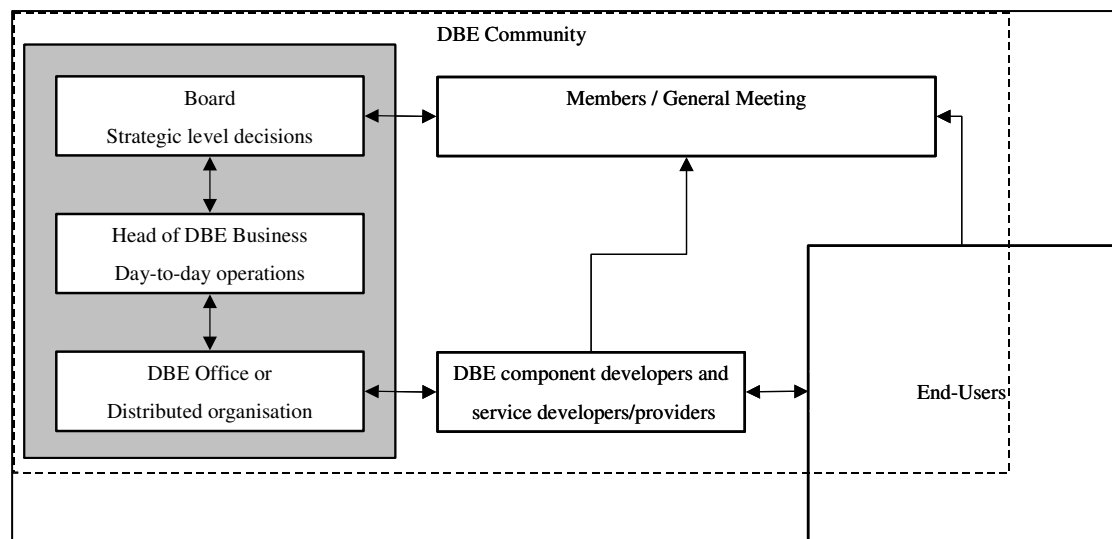 DBE Community
Board
Strategic level decisions
Members / General Meeting
Head of DBE Business
Day-to-day operations
DBE Office or
Distributed organisation
DBE component developers and
service developers/providers
End-Users